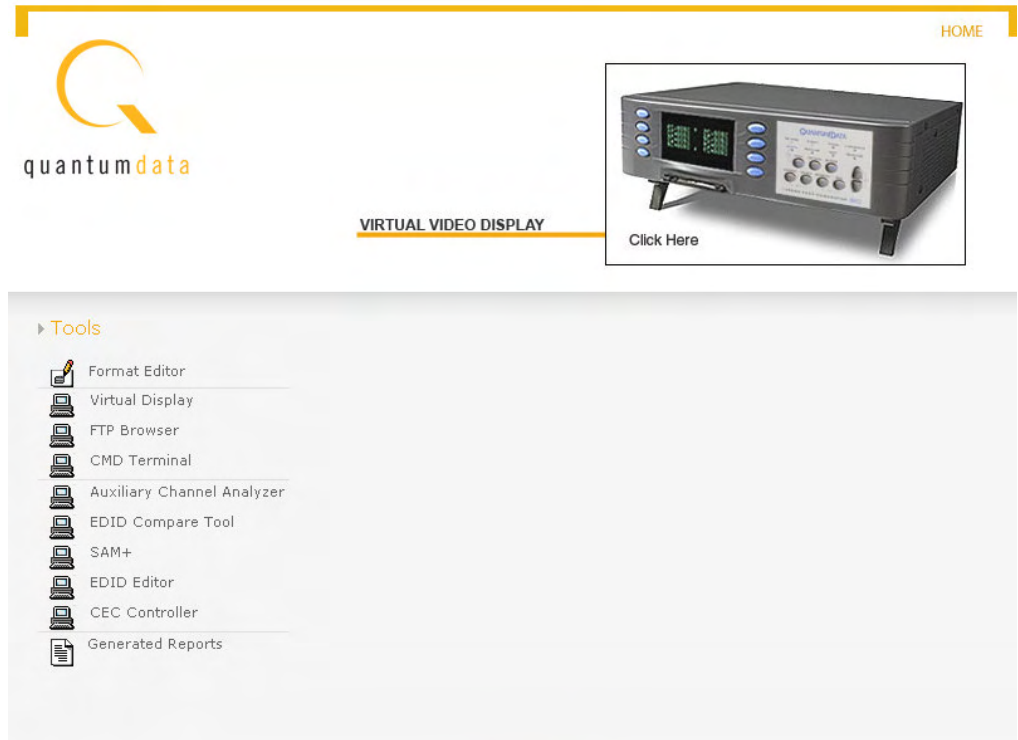 HOME
quantumdata
QUANTUMDATA
VIRTUAL VIDEO DISPLAY
Click Here
Tools
Format Editor
Virtual Display
FTP Browser
CMD Terminal
Auxiliary Channel Analyzer
EDID Compare Tool
SAM+
EDID Editor
CEC Controller
Generated Reports